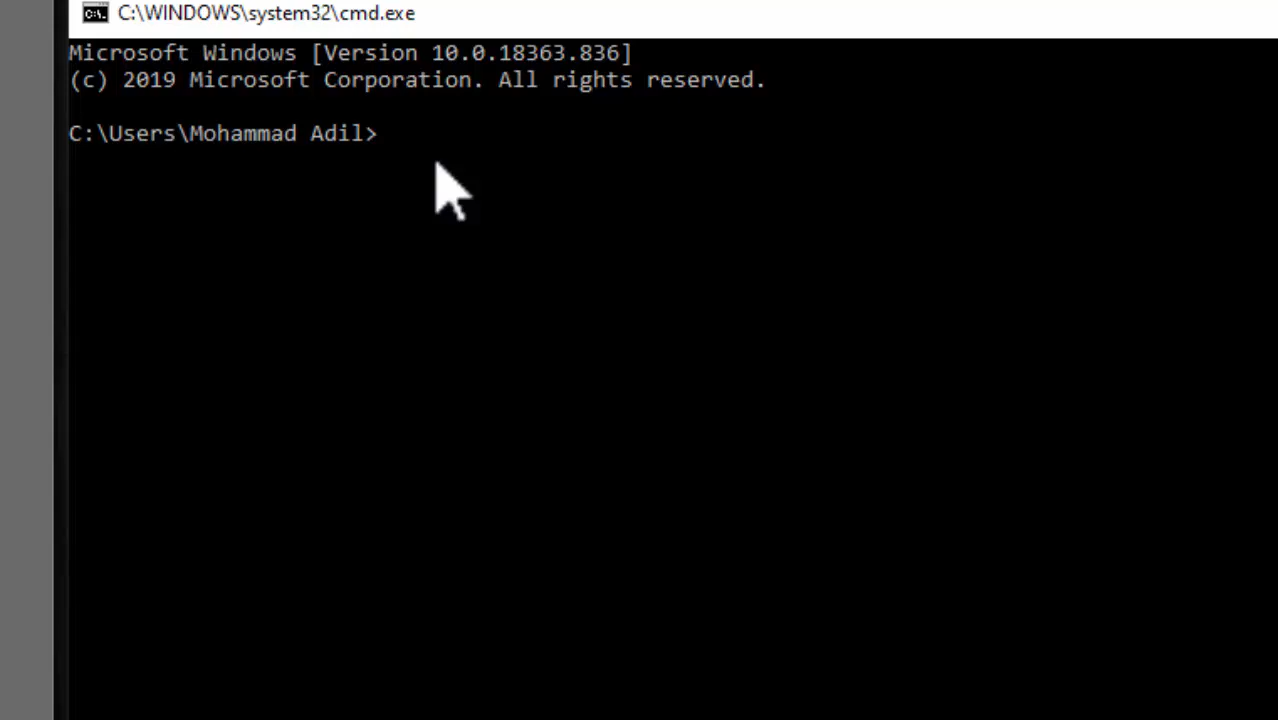 C:\WINDOWS\system32\cmd.exe
Microsoft Windows [Version 10.0.18363.836]
(c) 2019 Microsoft Corporation. All rights reserved.
C:\Users\Mohammad Adil>